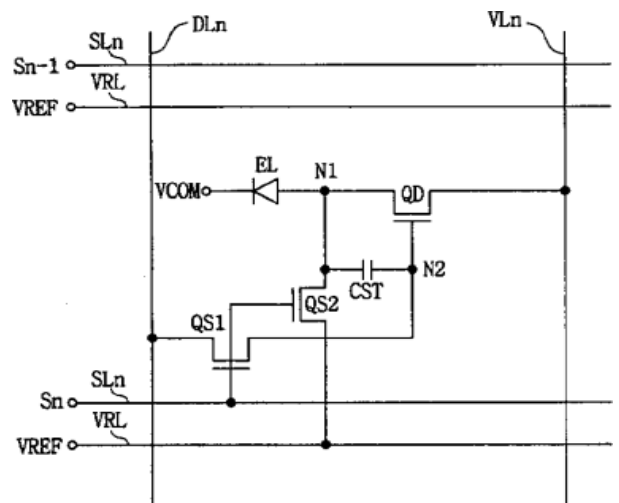 DLn
VLn
SLn
Sn-1
VRL
VREF
EL
N1
VCOM
QD
N2
CST
QS2
QS1
SLn
Sn
VRL
VREF